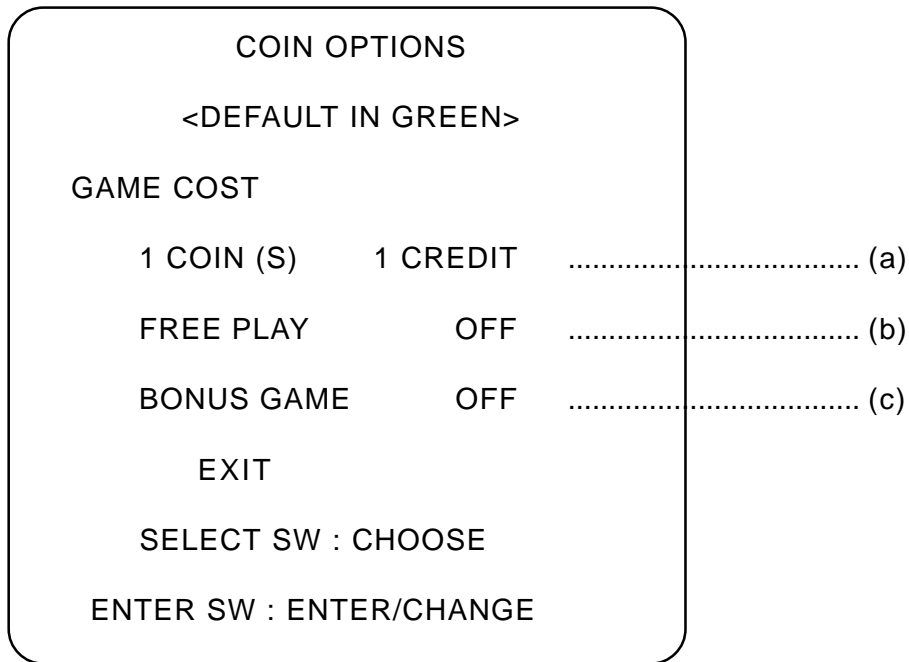 COIN OPTIONS
<DEFAULT IN GREEN>
GAME COST
1 COIN (S) 1 CREDIT .................................... (a)
FREE PLAY OFF .................................... (b)
BONUS GAME OFF .................................... (c)
EXIT
SELECT SW : CHOOSE
ENTER SW : ENTER/CHANGE